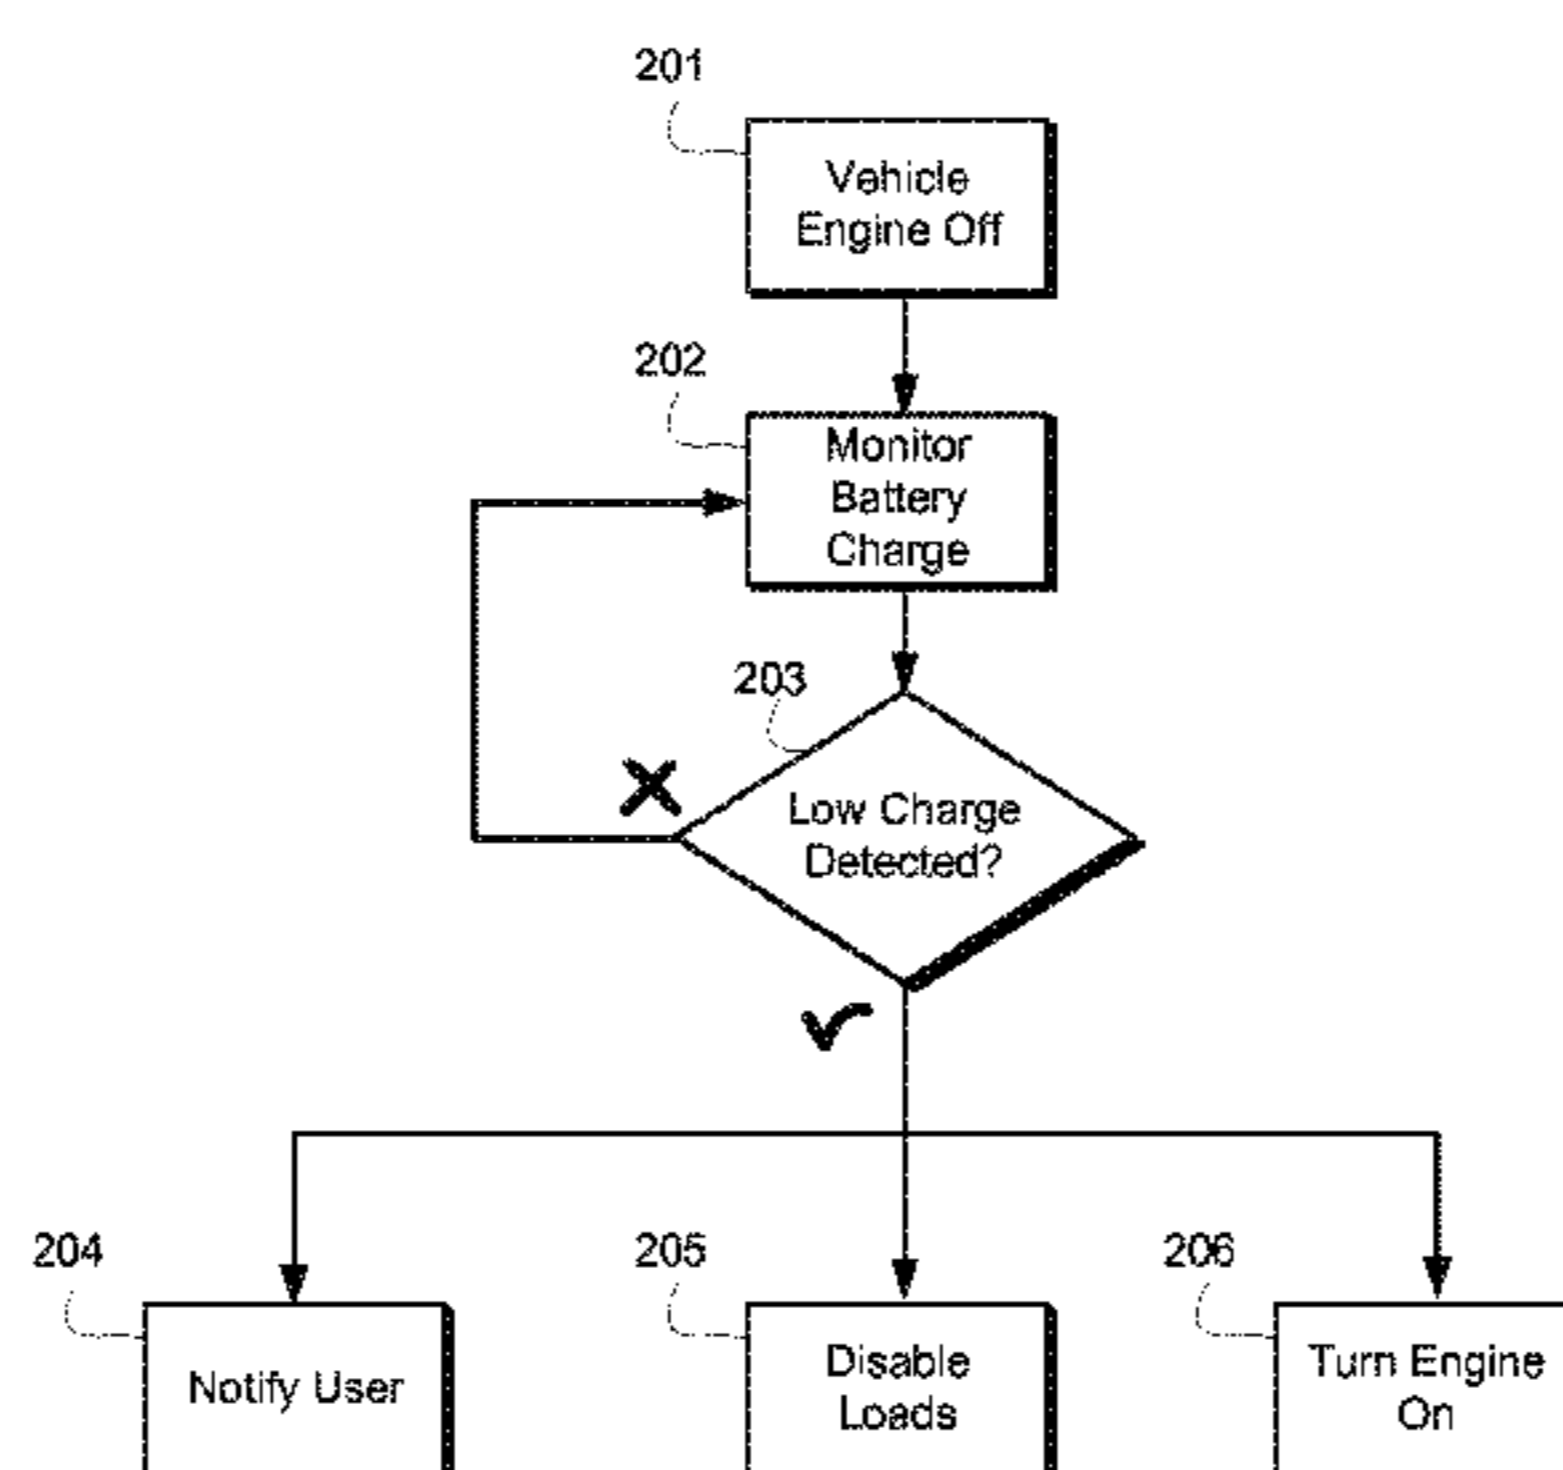 201
Vehicle
Engine Off
202
Monitor
Battery
Charge
203
Low Charge
Detected?
204
Notify User
205
Disable
Loads
206
Turn Engine
On